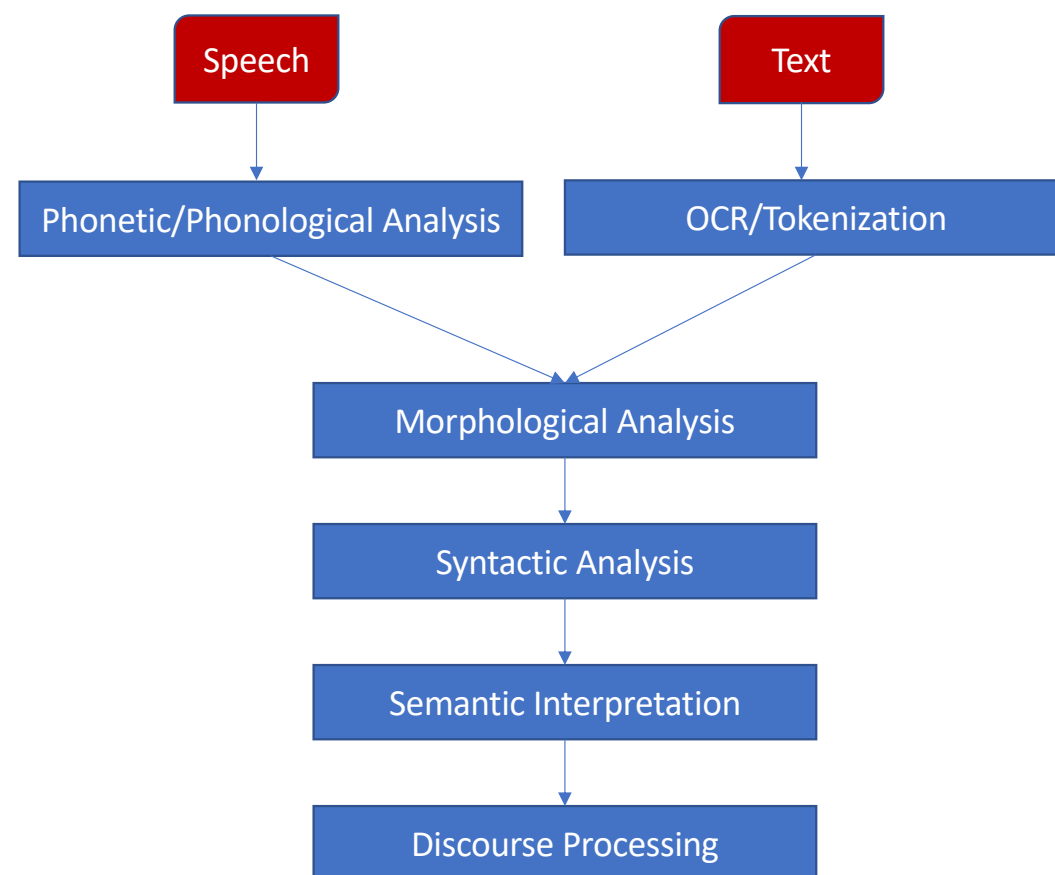 Speech
Text
Phonetic/Phonological Analysis
OCR/Tokenization
Morphological Analysis
Syntactic Analysis
Semantic Interpretation
Discourse Processing